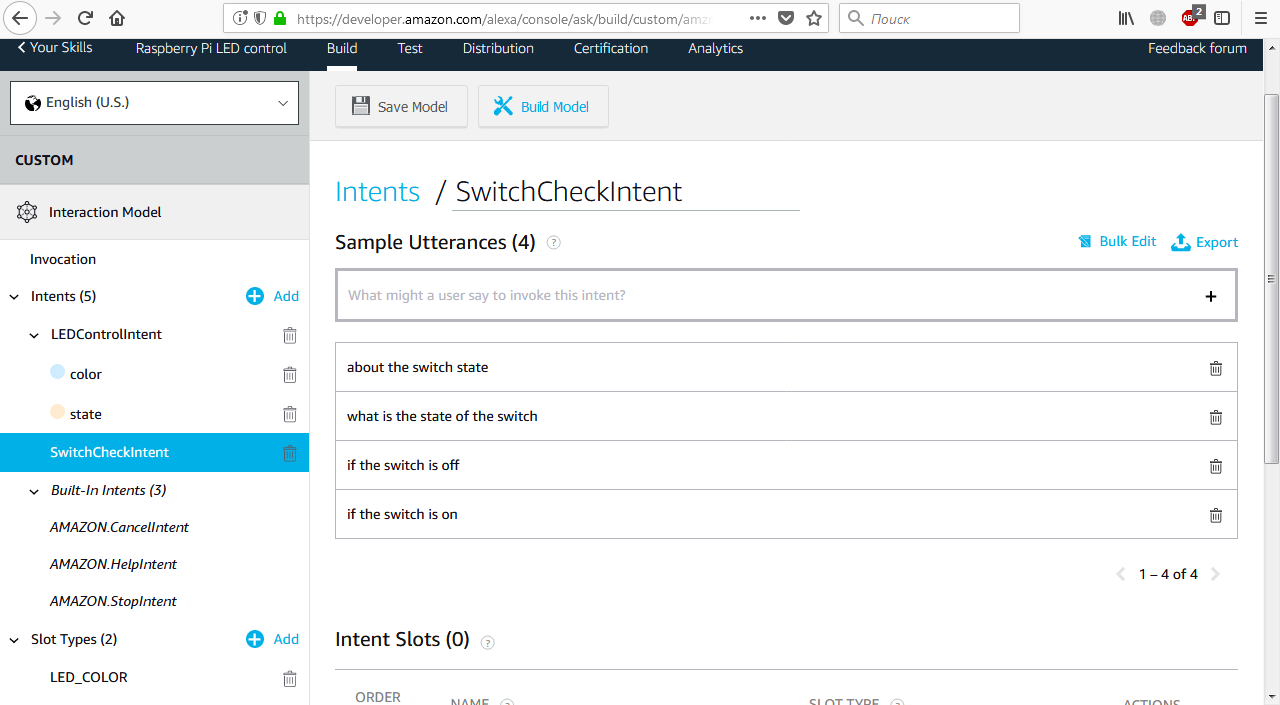 https://developer.amazon.com/alexa/console/ask/build/custom/amz
Поиск
ABP
2
Your Skills
Raspberry Pi LED control
Build
Test
Distribution
Certification
Analytics
Feedback forum
English (U.S.)
Save Model
Build Model
CUSTOM
Interaction Model
Invocation
Intents (5)
Add
LEDControlIntent
color
state
SwitchCheckIntent
Built-In Intents (3)
AMAZON.CancelIntent
AMAZON.HelpIntent
AMAZON.StopIntent
Slot Types (2)
Add
LED_COLOR
Intents / SwitchCheckIntent
Sample Utterances (4) ?
Bulk Edit
Export
What might a user say to invoke this intent?
about the switch state
what is the state of the switch
if the switch is off
if the switch is on
1 – 4 of 4
Intent Slots (0) ?
ORDER
NAME ?
SLOT TYPE ?
ACTIONS